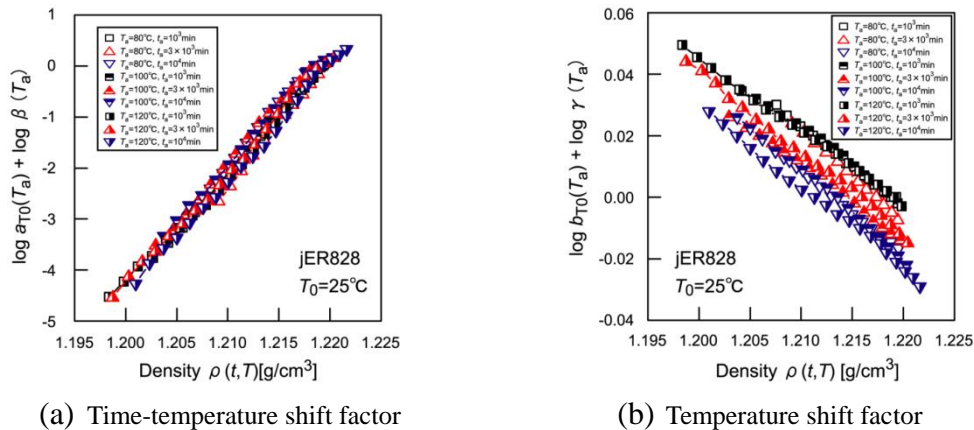 1
0
-1
-2
-3
-4
-5
log aT0(Ta) + log β (Ta)
Ta=80℃, ta=10³min
Ta=80℃, ta=3×10³min
Ta=80℃, ta=10⁴min
Ta=100℃, ta=10³min
Ta=100℃, ta=3×10³min
Ta=100℃, ta=10⁴min
Ta=120℃, ta=10³min
Ta=120℃, ta=3×10³min
Ta=120℃, ta=10⁴min
jER828
T0=25℃
1.195 1.200 1.205 1.210 1.215 1.220 1.225
Density ρ (t,T)[g/cm³]
(a) Time-temperature shift factor
0.06
0.04
0.02
0.00
-0.02
-0.04
log bT0(Ta) + log γ (Ta)
Ta=80℃, ta=10³min
Ta=80℃, ta=3×10³min
Ta=80℃, ta=10⁴min
Ta=100℃, ta=10³min
Ta=100℃, ta=3×10³min
Ta=100℃, ta=10⁴min
Ta=120℃, ta=10³min
Ta=120℃, ta=3×10³min
Ta=120℃, ta=10⁴min
jER828
T0=25℃
1.195 1.200 1.205 1.210 1.215 1.220 1.225
Density ρ (t,T) [g/cm³]
(b) Temperature shift factor